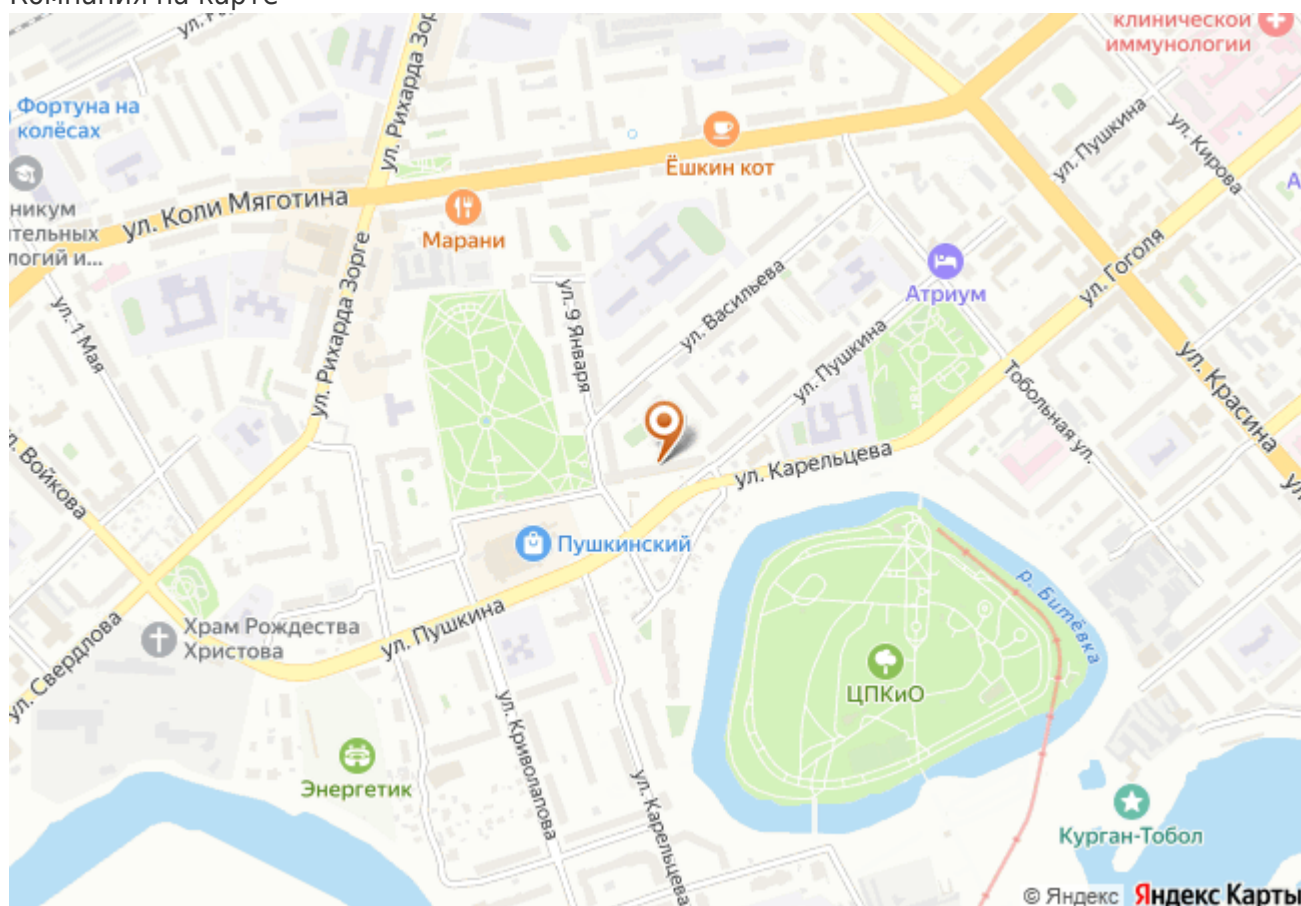 Компания на карте
клинической
иммунологии
ул. Рихарда Зорге
Фортуна на
колёсах
Ёшкин кот
ул. Пушкина
ул. Кирова
никум
тельных
логий и...
ул. Коли Мяготина
Марани
ул. Рихарда Зорге
ул. 9 Января
ул. Васильева
Атриум
ул. Гоголя
ул. 1 Мая
ул. Пушкина
Тобольная ул.
ул. Красина
ул. Войкова
ул. Карельцева
Пушкинский
р. Битёвка
Храм Рождества
Христова
ул. Пушкина
ул. Свердлова
ЦПКиО
ул. Криволапова
ул. Карельцева
Энергетик
Курган-Тобол
© Яндекс Яндекс Карты